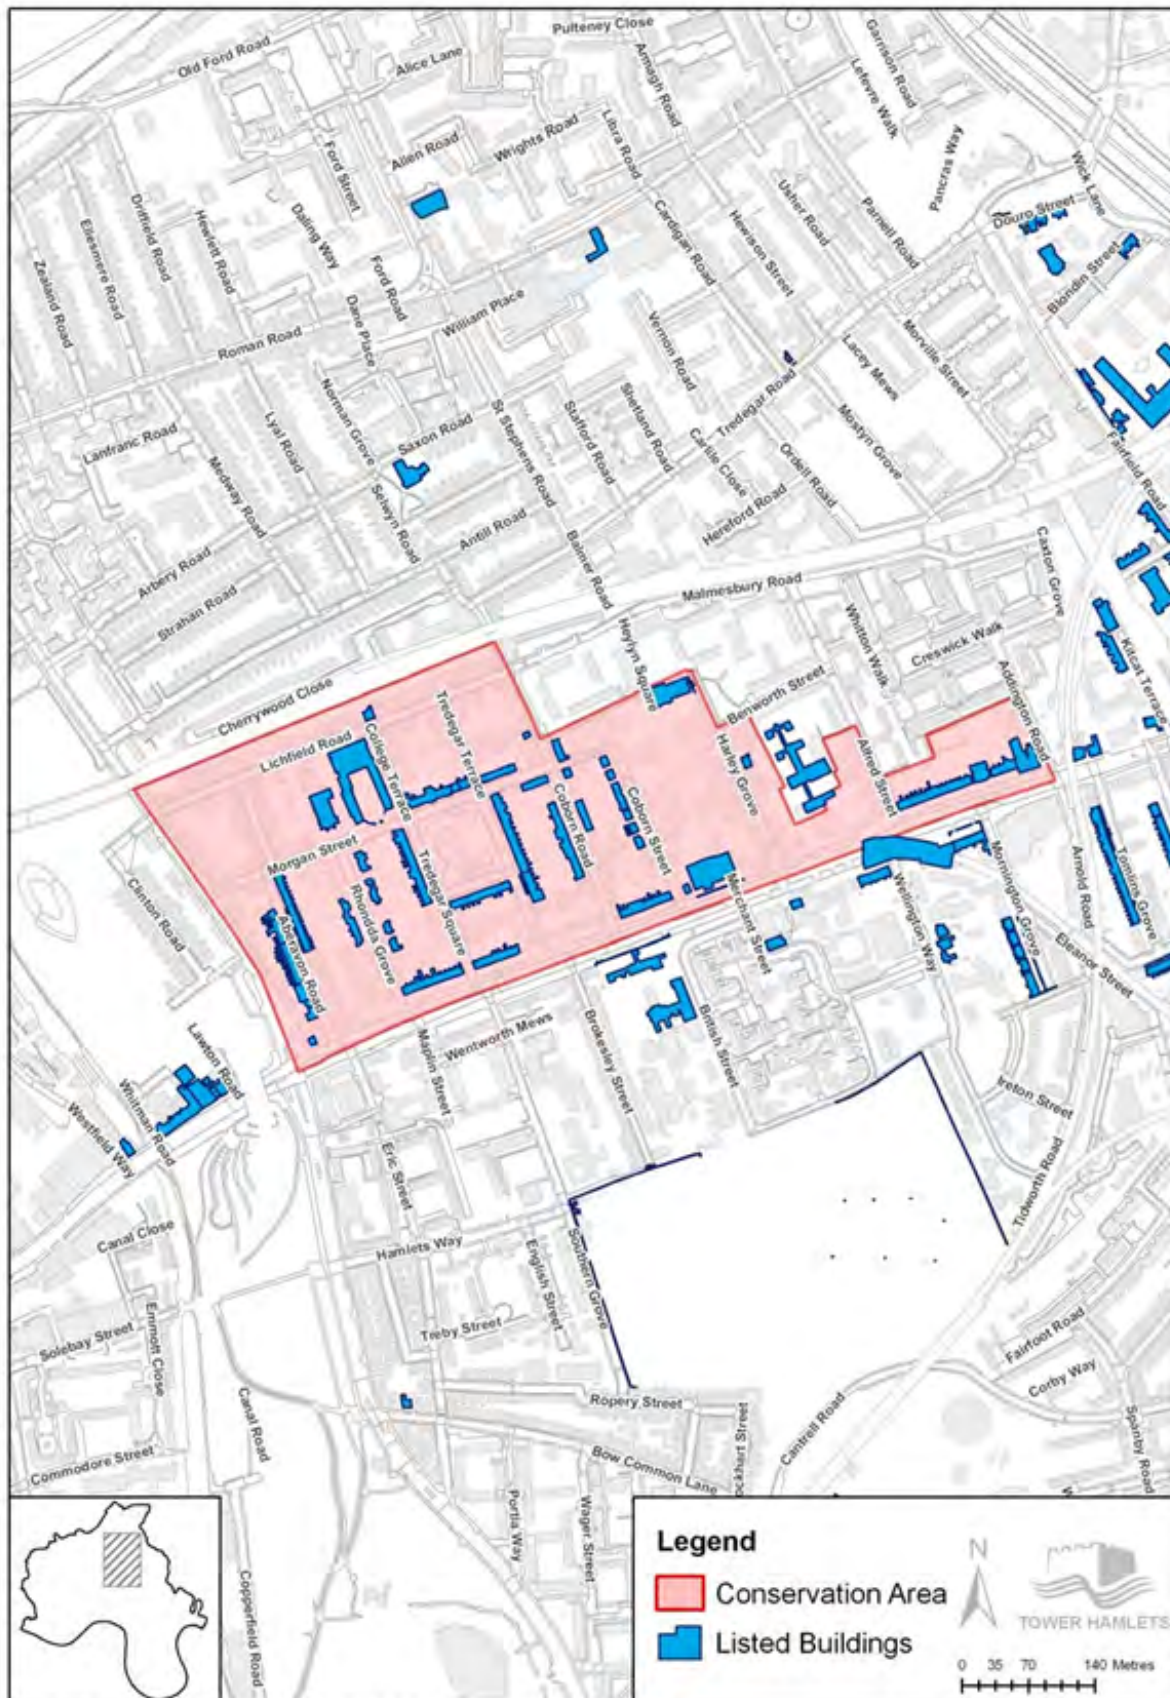 Pulteney Close
Old Ford Road
Alice Lane
Armagh Road
Garrison Road
Lefevre Walk
Allen Road
Wrights Road
Libra Road
Ford Street
Pancras Way
Wick Lane
Usher Road
Parnell Road
Douro Street
Driffield Road
Hewlett Road
Daling Way
Cardigan Road
Hewison Street
Ellesmere Road
Zealand Road
Ford Road
Blondin Street
William Place
Dane Place
Roman Road
Vernon Road
Lacey Mews
Morville Street
Norman Grove
Shetland Road
Tredegar Road
Saxon Road
St Stephens Road
Stafford Road
Lyal Road
Lanfranc Road
Mostyn Grove
Medway Road
Carlile Close
Ordell Road
Fairfield Road
Selwyn Road
Antill Road
Hereford Road
Balmer Road
Arbery Road
Strahan Road
Malmesbury Road
Caxton Grove
Heylyn Square
Whitton Walk
Creswick Walk
Kitcat Terrace
Cherrywood Close
Benworth Street
Addington Road
Tredegar Terrace
Lichfield Road
College Terrace
Harley Grove
Alfred Street
Coborn Road
Coborn Street
Morgan Street
Tredegar Square
Rhondda Grove
Aberavon Road
Clinton Road
Merchant Street
Wellington Way
Mornington Grove
Arnold Road
Tomlins Grove
Eleanor Street
Wentworth Mews
Maplin Street
Brokesley Street
British Street
Lawton Road
Whitman Road
Westfield Way
Ireton Street
Eric Street
Tidworth Road
Canal Close
Hamlets Way
English Street
Southern Grove
Solebay Street
Emmott Close
Treby Street
Fairfoot Road
Corby Way
Ropery Street
Cantrell Road
Spanby Road
Canal Road
Commodore Street
Bow Common Lane
ockhart Street
Portia Way
Wager Street
Copperfield Road
Legend
Conservation Area
Listed Buildings
N
TOWER HAMLETS
0 35 70 140 Metres